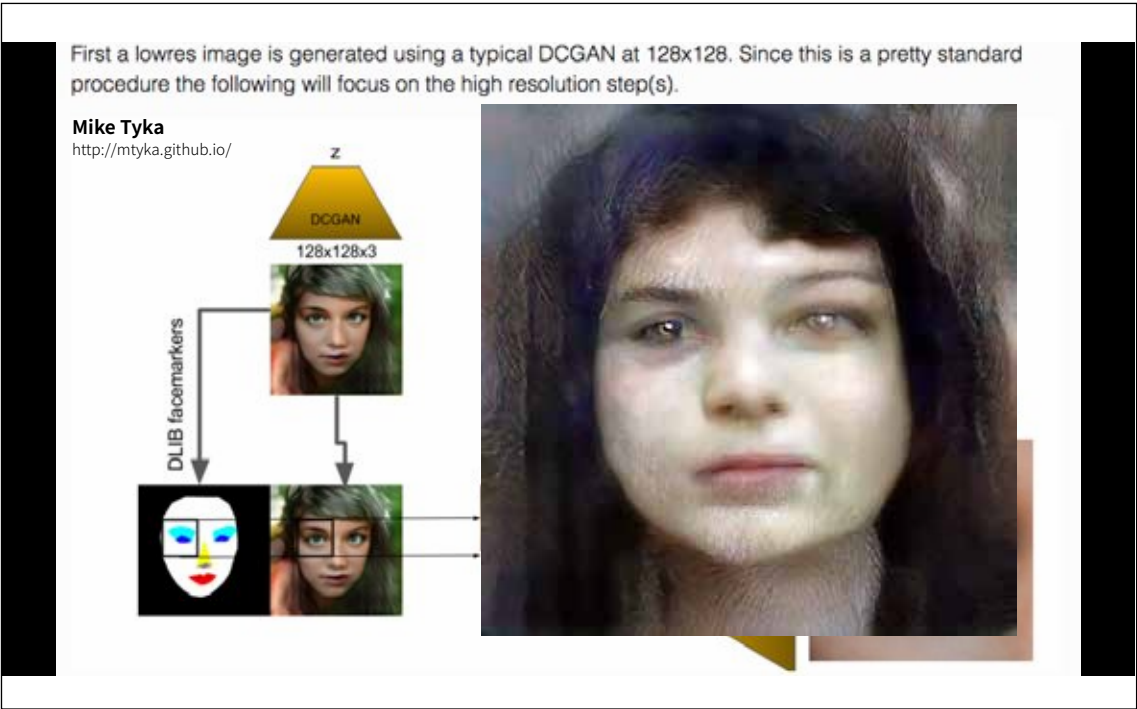 First a lowres image is generated using a typical DCGAN at 128x128. Since this is a pretty standard
procedure the following will focus on the high resolution step(s).
Mike Tyka
http://mtyka.github.io/
z
DCGAN
128x128x3
DLIB facemarkers